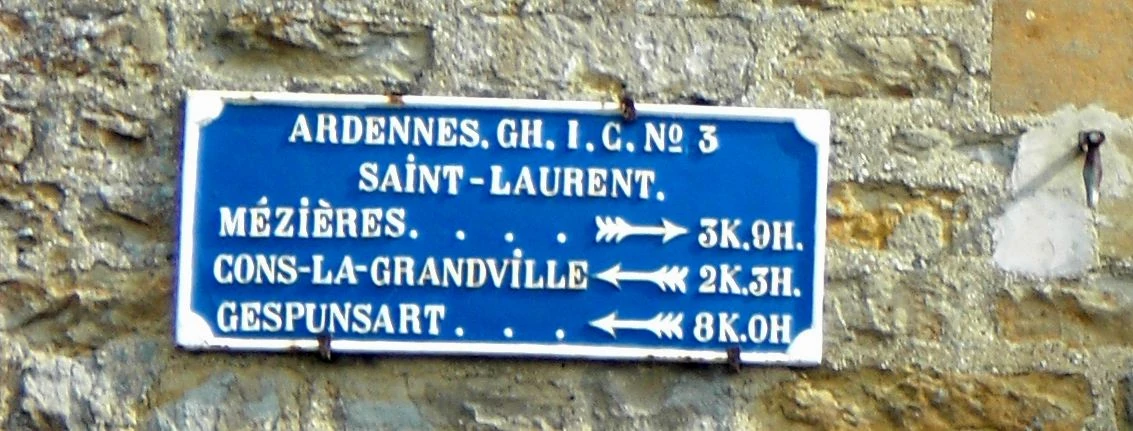 ARDENNES. GH. I. C. Nº 3
SAINT-LAURENT.
MÉZIÈRES. . . . . 3K.9H.
CONS-LA-GRANDVILLE 2K.3H.
GESPUNSART. . . . 8K.0H